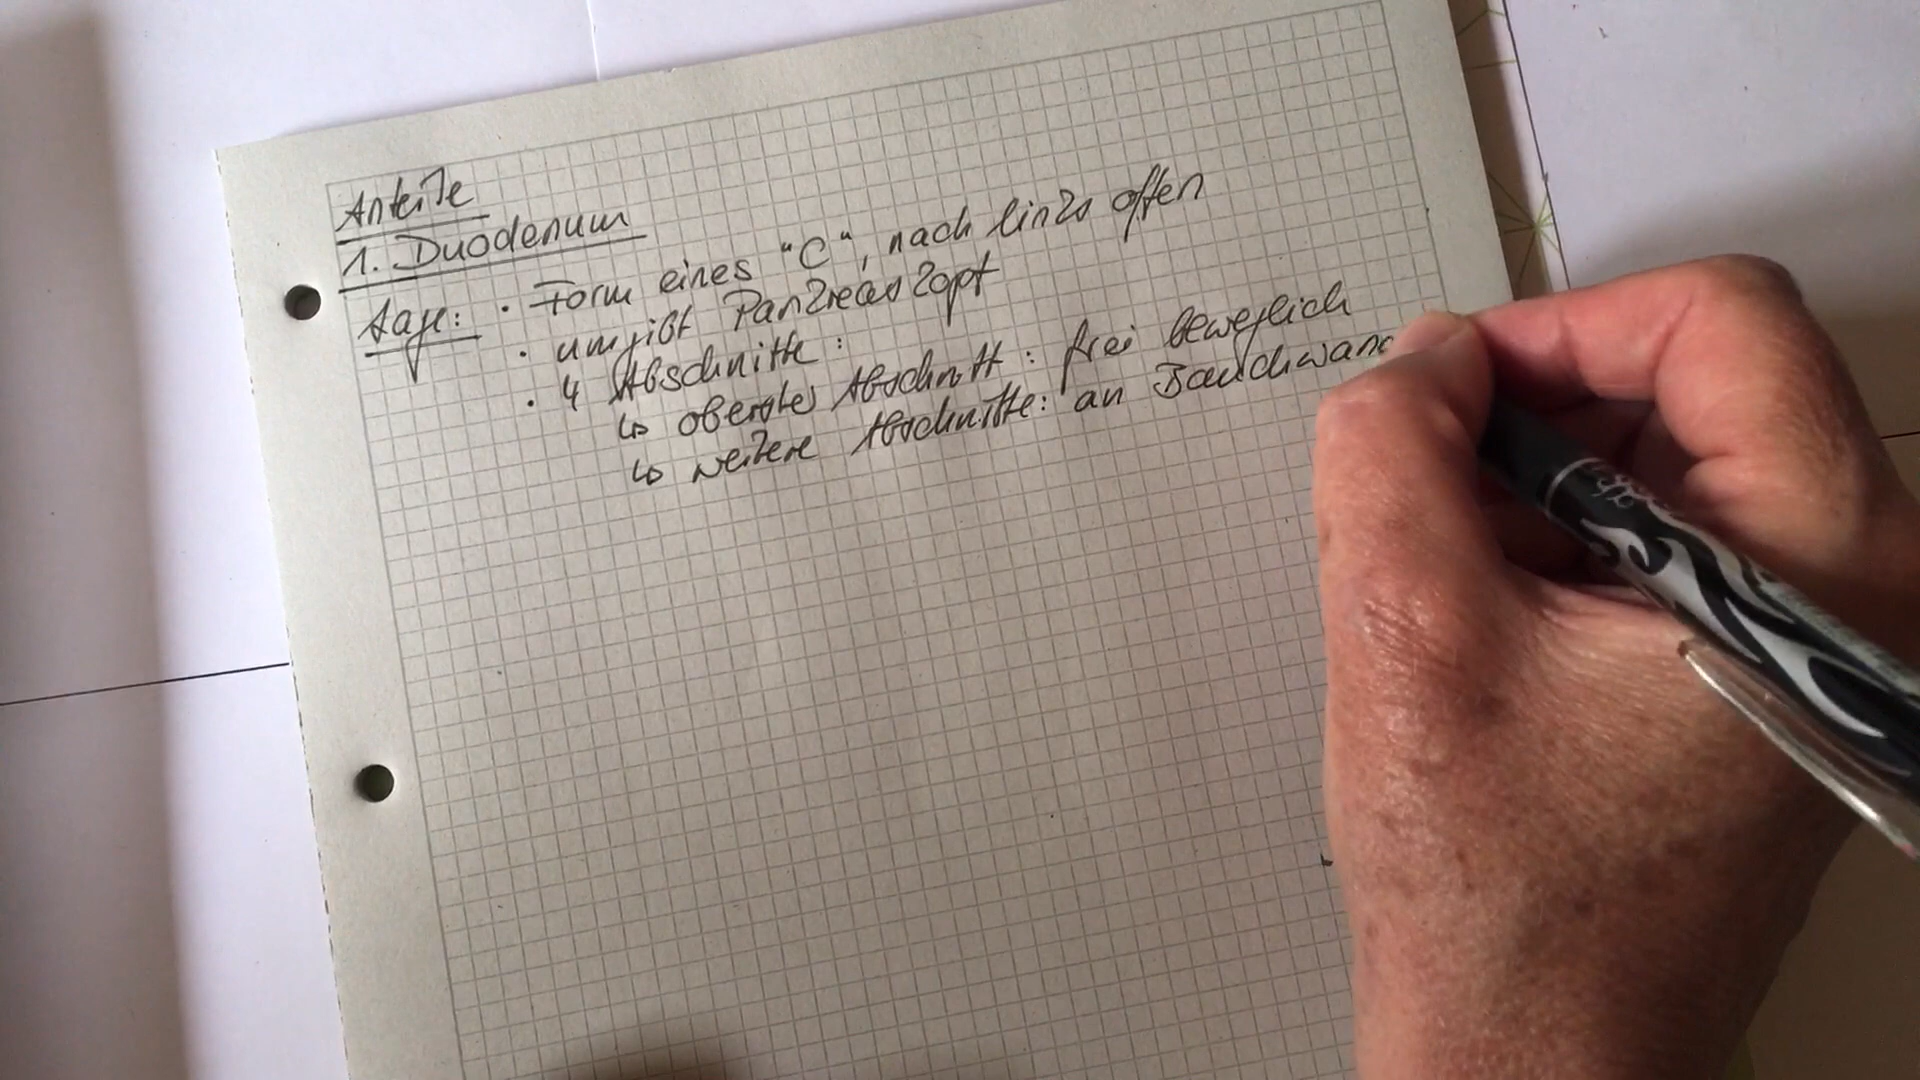 Anteile
1. Duodenum
Lage: · Form eines "C", nach links offen
· umgibt Pankreaskopf
· 4 Abschnitte:
↳ oberster Abschnitt: frei beweglich
↳ weitere Abschnitte: an Bauchwand